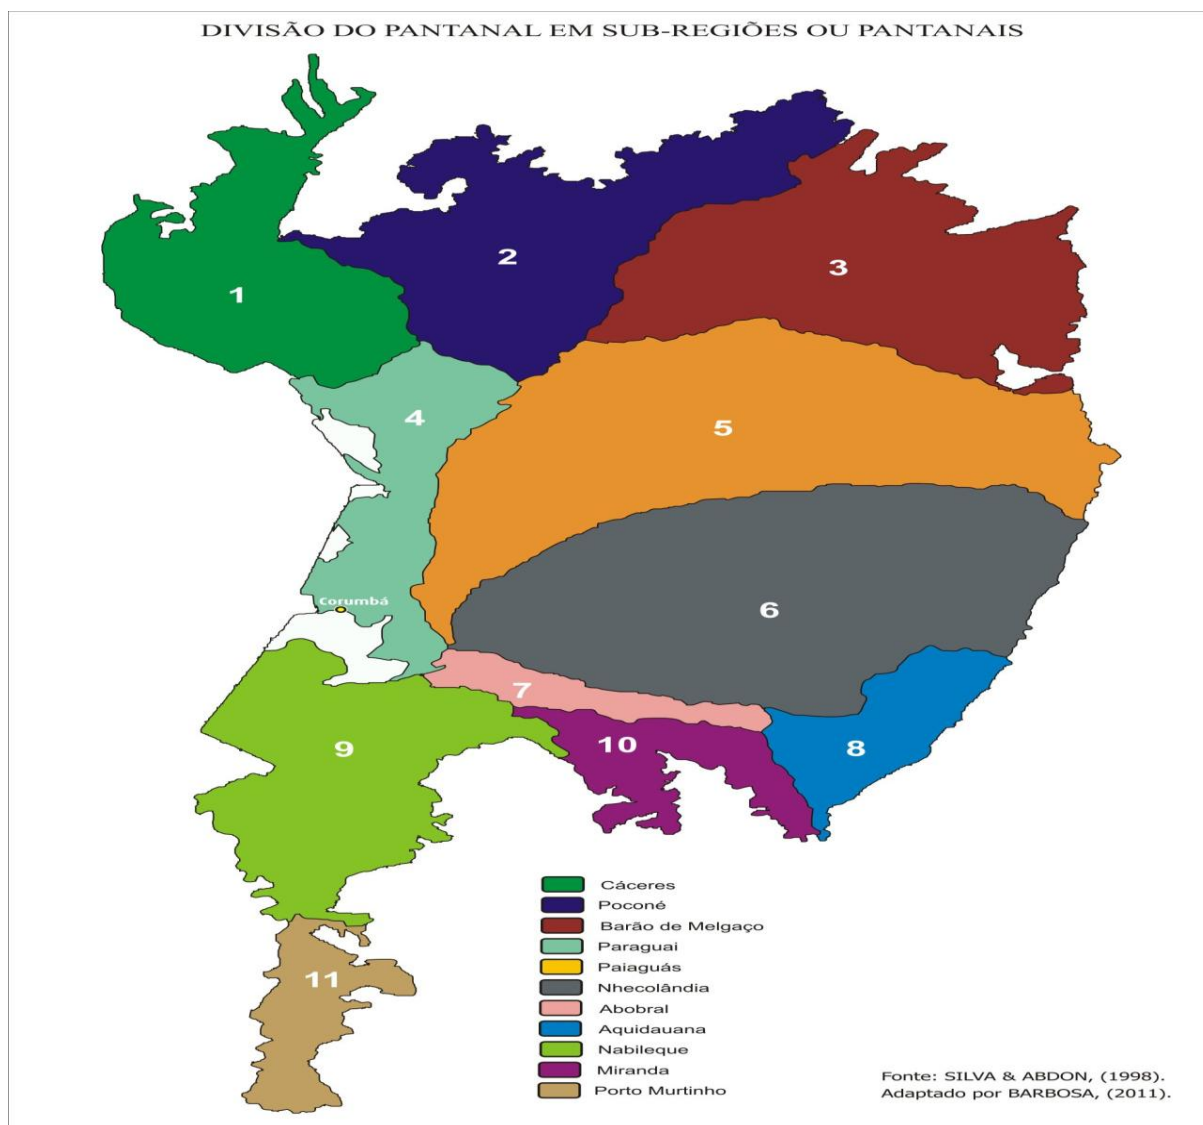 DIVISÃO DO PANTANAL EM SUB-REGIÕES OU PANTANAIS
1
2
3
4
5
Corumbá
6
7
8
9
10
11
Cáceres
Poconé
Barão de Melgaço
Paraguai
Paiaguás
Nhecolândia
Abobral
Aquidauana
Nabileque
Miranda
Porto Murtinho
Fonte: SILVA & ABDON, (1998).
Adaptado por BARBOSA, (2011).